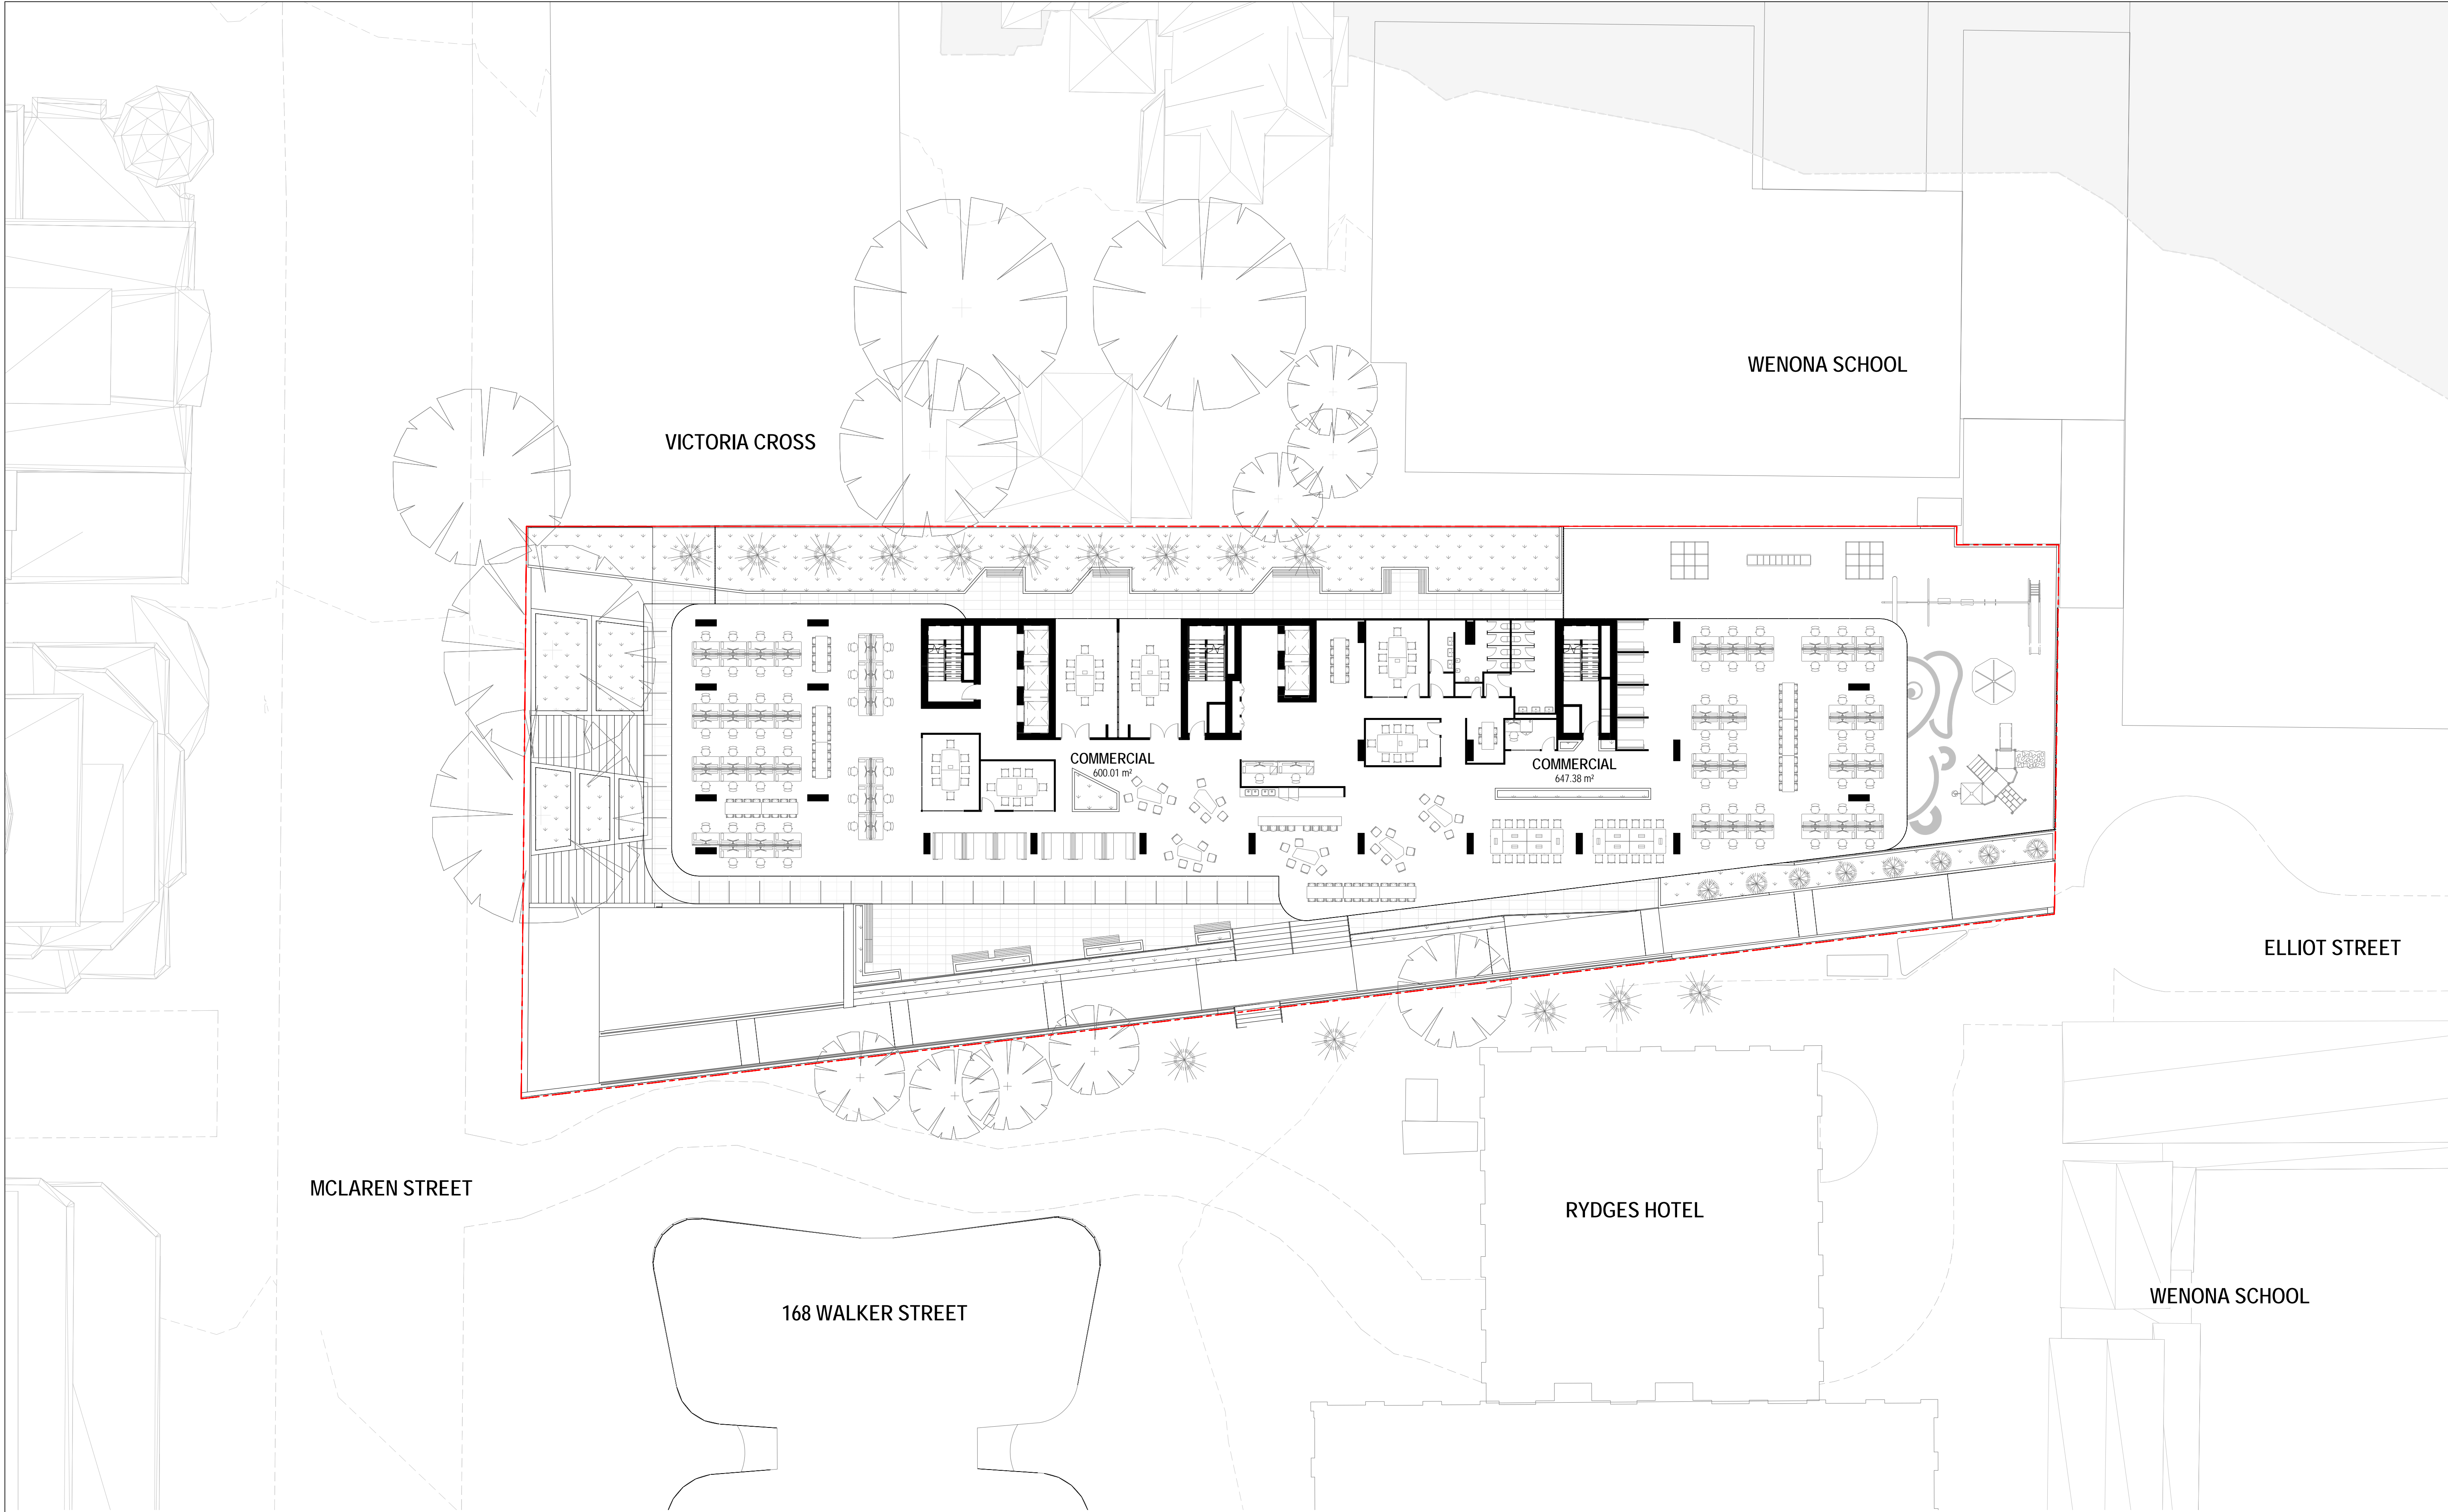 WENONA SCHOOL
VICTORIA CROSS
COMMERCIAL
600.01 m²
COMMERCIAL
647.38 m²
ELLIOT STREET
MCLAREN STREET
RYDGES HOTEL
168 WALKER STREET
WENONA SCHOOL